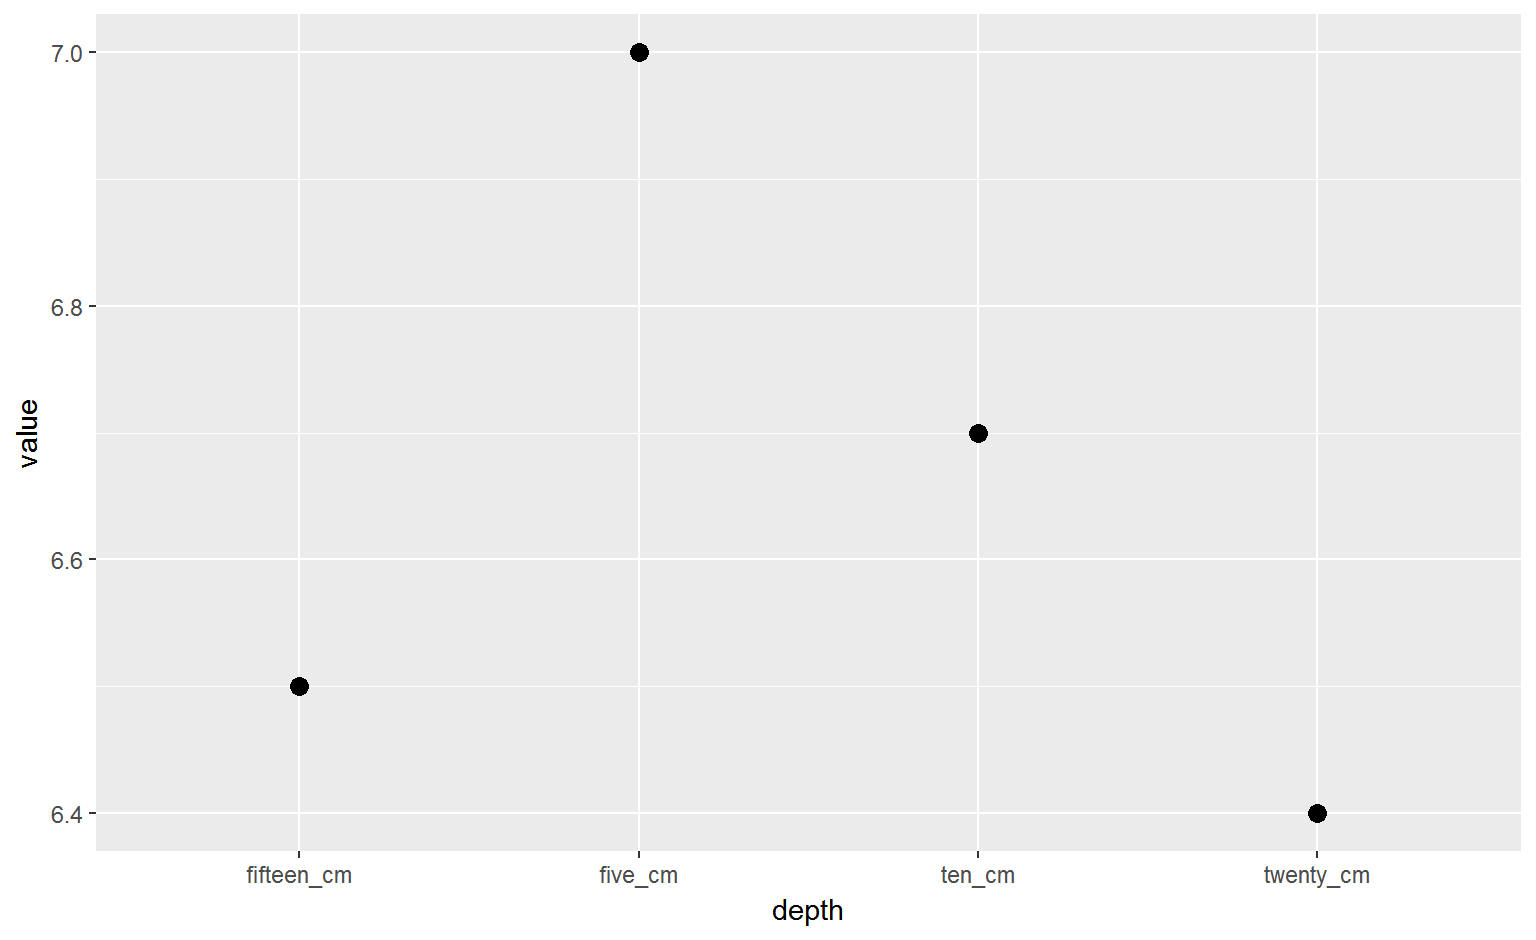 7.0
6.8
6.6
6.4
value
fifteen_cm
five_cm
ten_cm
twenty_cm
depth